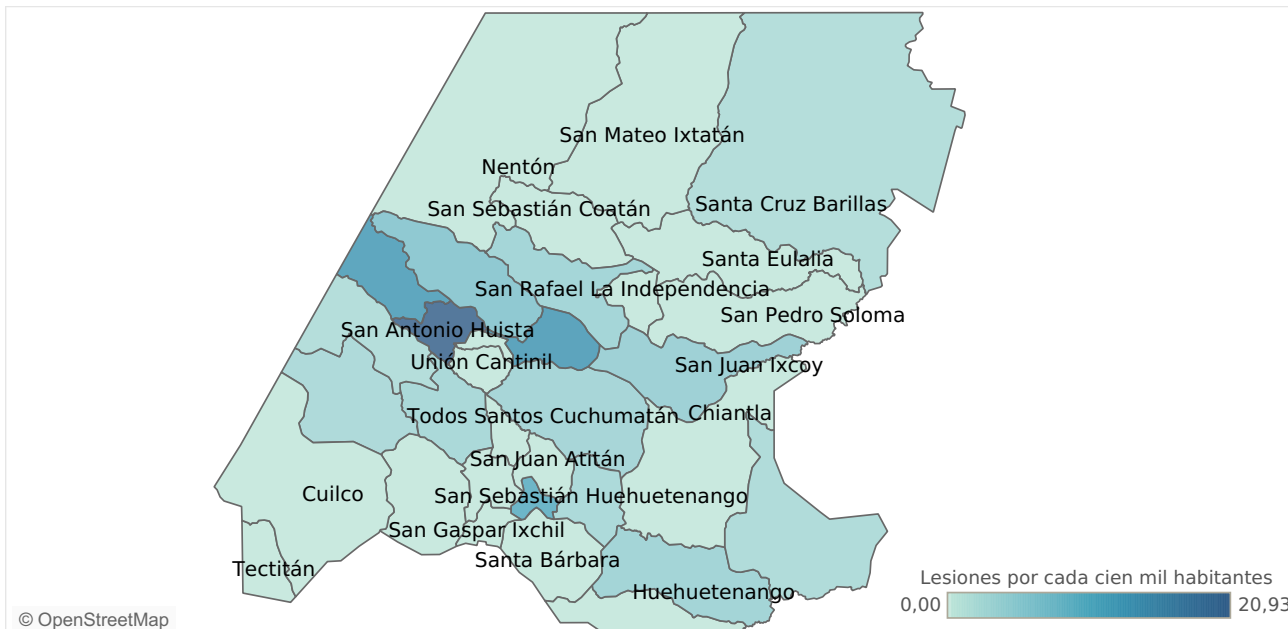 San Mateo Ixtatán
Nentón
Santa Cruz Barillas
San Sebastián Coatán
Santa Eulalia
San Rafael La Independencia
San Pedro Soloma
San Antonio Huista
Unión Cantinil
San Juan Ixcoy
Todos Santos Cuchumatán
Chiantla
San Juan Atitán
Cuilco
San Sebastián Huehuetenango
San Gaspar Ixchil
Santa Bárbara
Tectitán
Huehuetenango
Lesiones por cada cien mil habitantes
0,00
20,93
© OpenStreetMap